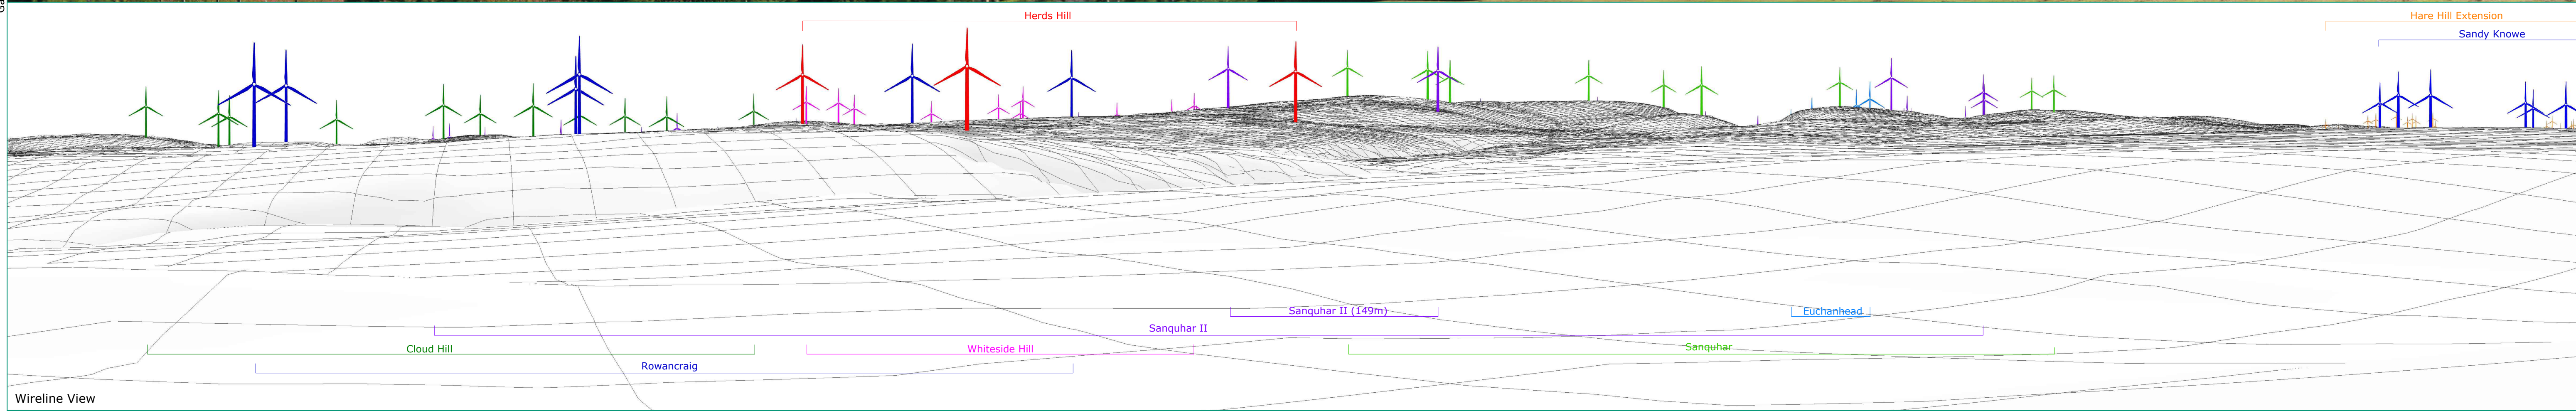 Herds Hill
Hare Hill Extension
Sandy Knowe
Sanquhar II (149m)
Euchanhead
Sanquhar II
Cloud Hill
Whiteside Hill
Sanquhar
Rowancraig
Wireline View